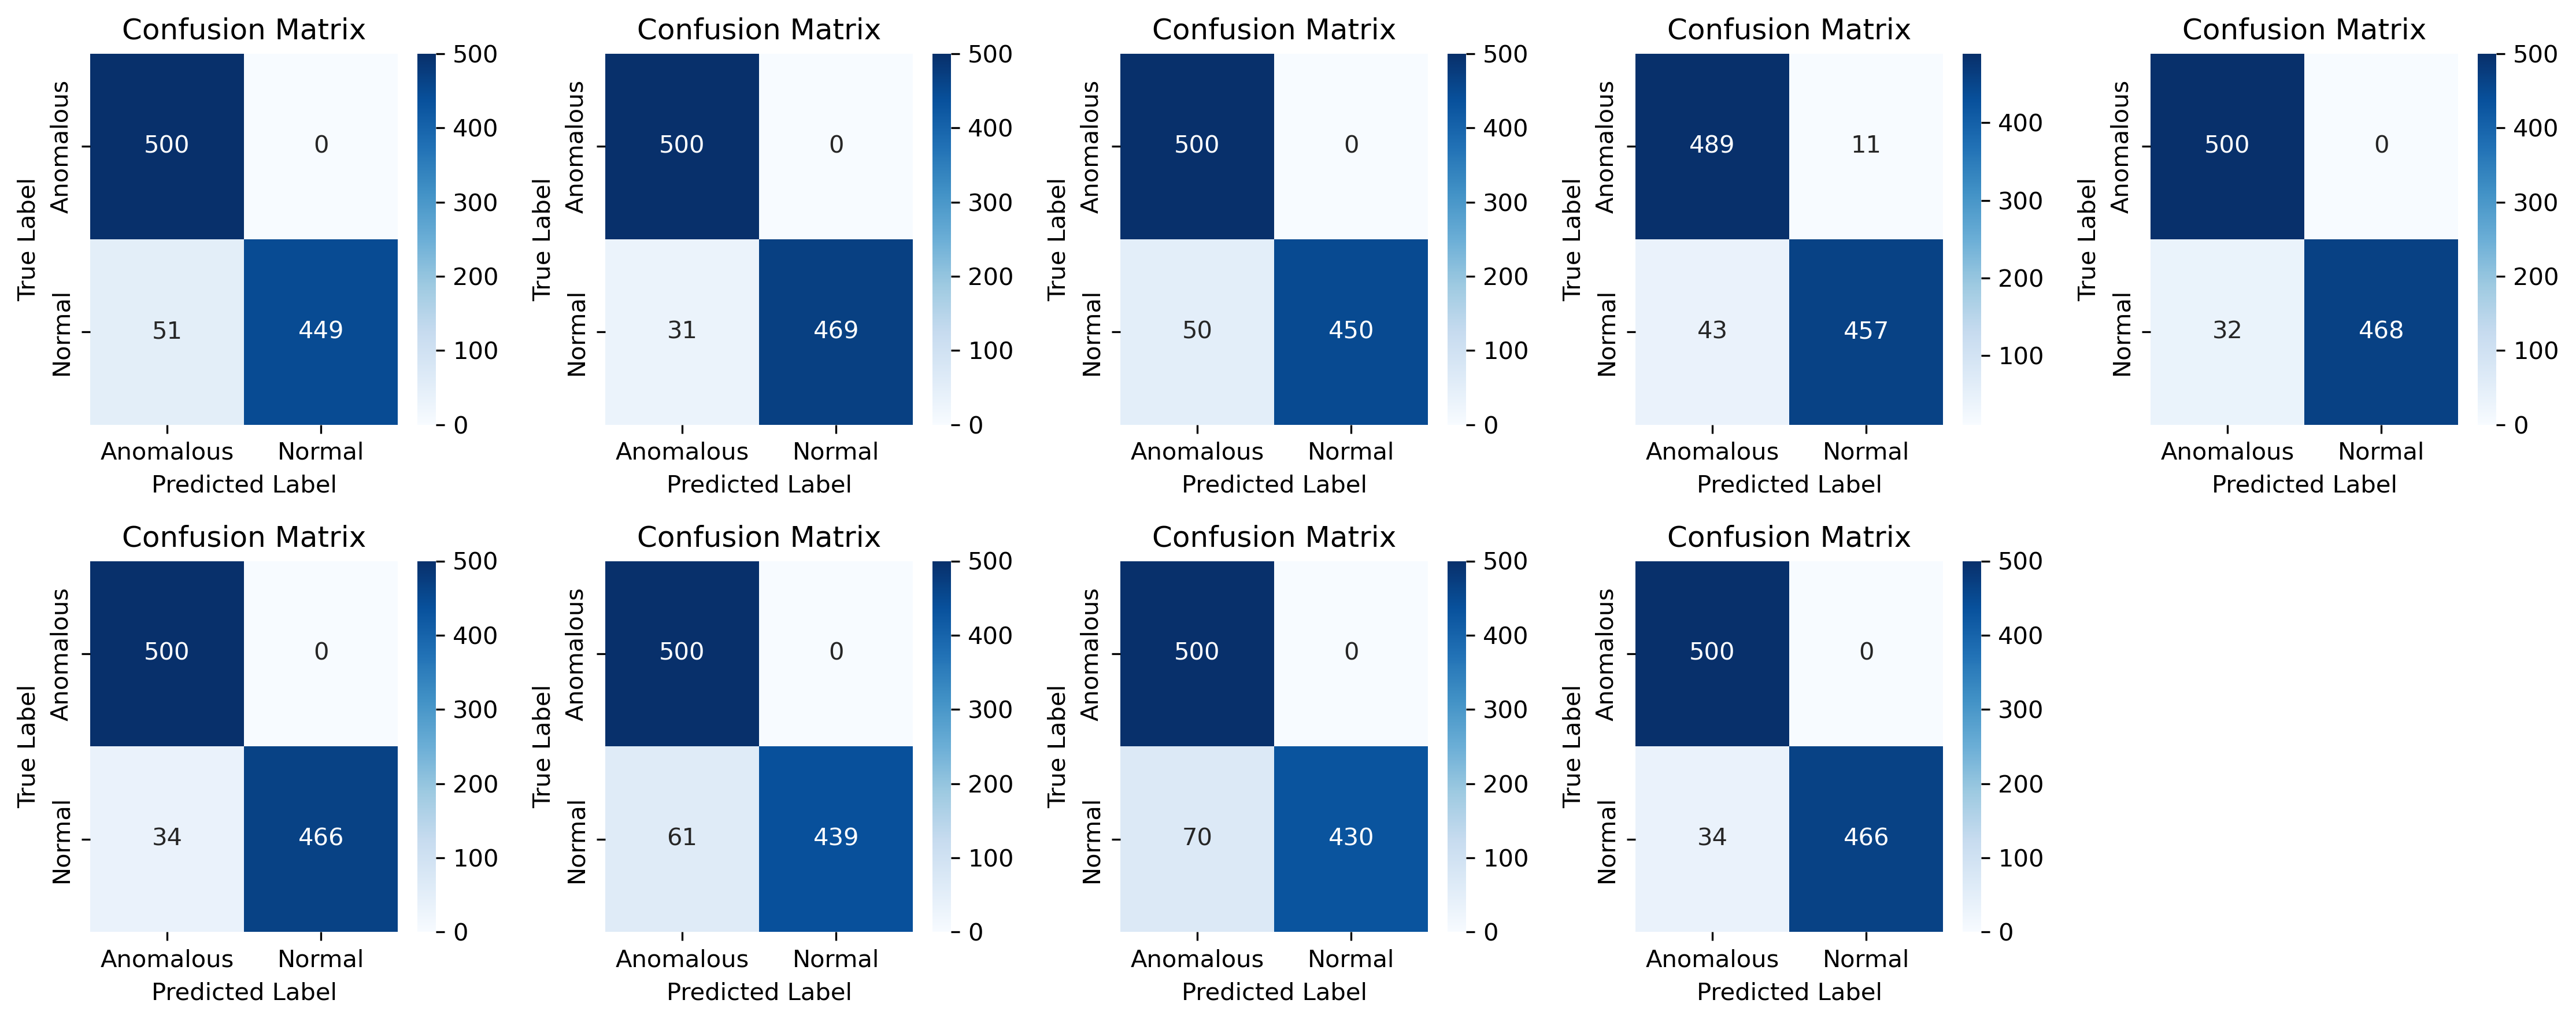 Confusion Matrix
True Label
Anomalous
Normal
500 0
51 449
500
400
300
200
100
0
Anomalous Normal
Predicted Label
Confusion Matrix
True Label
Anomalous
Normal
500 0
31 469
500
400
300
200
100
0
Anomalous Normal
Predicted Label
Confusion Matrix
True Label
Anomalous
Normal
500 0
50 450
500
400
300
200
100
0
Anomalous Normal
Predicted Label
Confusion Matrix
True Label
Anomalous
Normal
489 11
43 457
400
300
200
100
Anomalous Normal
Predicted Label
Confusion Matrix
True Label
Anomalous
Normal
500 0
32 468
500
400
300
200
100
0
Anomalous Normal
Predicted Label
Confusion Matrix
True Label
Anomalous
Normal
500 0
34 466
500
400
300
200
100
0
Anomalous Normal
Predicted Label
Confusion Matrix
True Label
Anomalous
Normal
500 0
61 439
500
400
300
200
100
0
Anomalous Normal
Predicted Label
Confusion Matrix
True Label
Anomalous
Normal
500 0
70 430
500
400
300
200
100
0
Anomalous Normal
Predicted Label
Confusion Matrix
True Label
Anomalous
Normal
500 0
34 466
500
400
300
200
100
0
Anomalous Normal
Predicted Label